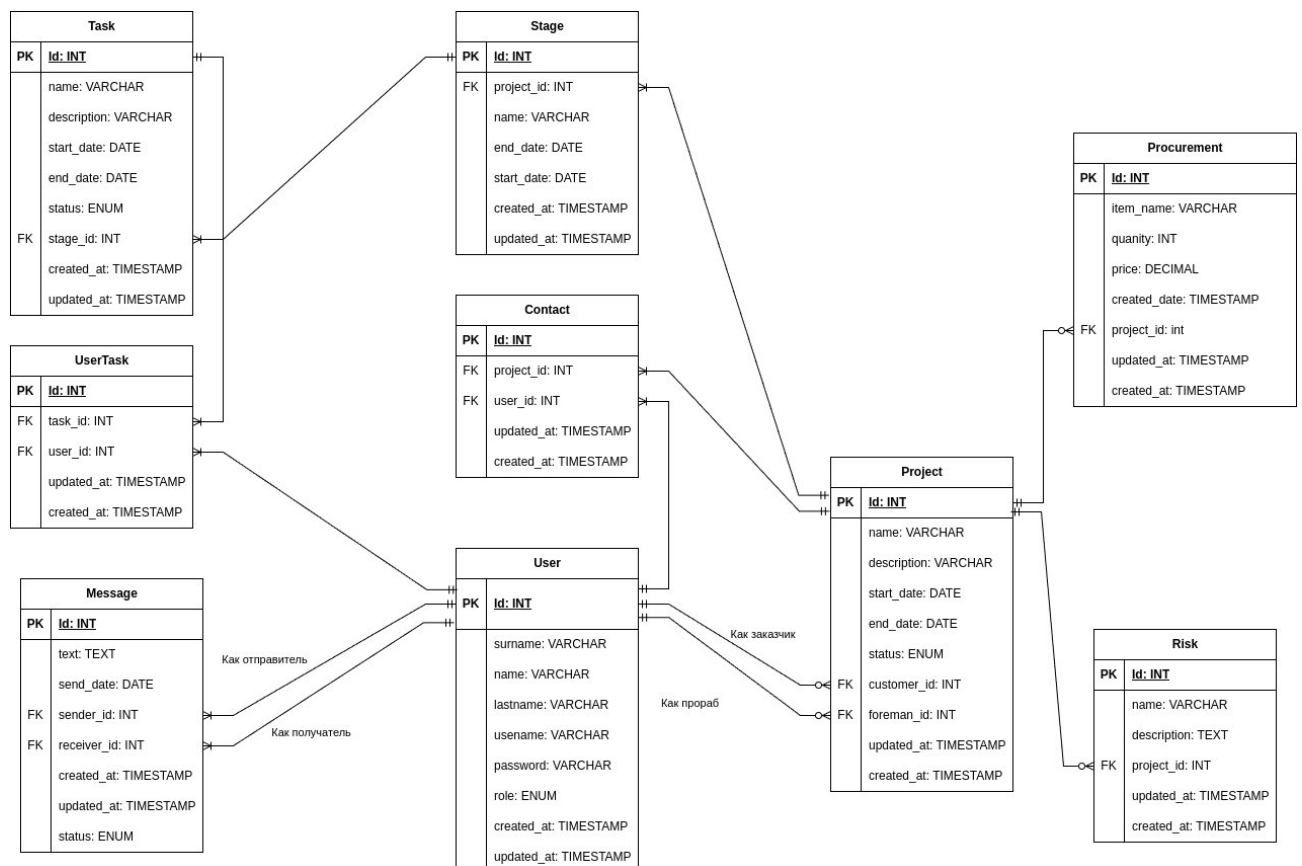 Task
PK Id: INT
name: VARCHAR
description: VARCHAR
start_date: DATE
end_date: DATE
status: ENUM
FK stage_id: INT
created_at: TIMESTAMP
updated_at: TIMESTAMP
UserTask
PK Id: INT
FK task_id: INT
FK user_id: INT
updated_at: TIMESTAMP
created_at: TIMESTAMP
Message
PK Id: INT
text: TEXT
send_date: DATE
FK sender_id: INT
FK receiver_id: INT
created_at: TIMESTAMP
updated_at: TIMESTAMP
status: ENUM
Как отправитель
Как получатель
Stage
PK Id: INT
FK project_id: INT
name: VARCHAR
end_date: DATE
start_date: DATE
created_at: TIMESTAMP
updated_at: TIMESTAMP
Contact
PK Id: INT
FK project_id: INT
FK user_id: INT
updated_at: TIMESTAMP
created_at: TIMESTAMP
User
PK Id: INT
surname: VARCHAR
name: VARCHAR
lastname: VARCHAR
usename: VARCHAR
password: VARCHAR
role: ENUM
created_at: TIMESTAMP
updated_at: TIMESTAMP
Как заказчик
Как прораб
Project
PK Id: INT
name: VARCHAR
description: VARCHAR
start_date: DATE
end_date: DATE
status: ENUM
FK customer_id: INT
FK foreman_id: INT
updated_at: TIMESTAMP
created_at: TIMESTAMP
Procurement
PK Id: INT
item_name: VARCHAR
quanity: INT
price: DECIMAL
created_date: TIMESTAMP
FK project_id: int
updated_at: TIMESTAMP
created_at: TIMESTAMP
Risk
PK Id: INT
name: VARCHAR
description: TEXT
FK project_id: INT
updated_at: TIMESTAMP
created_at: TIMESTAMP